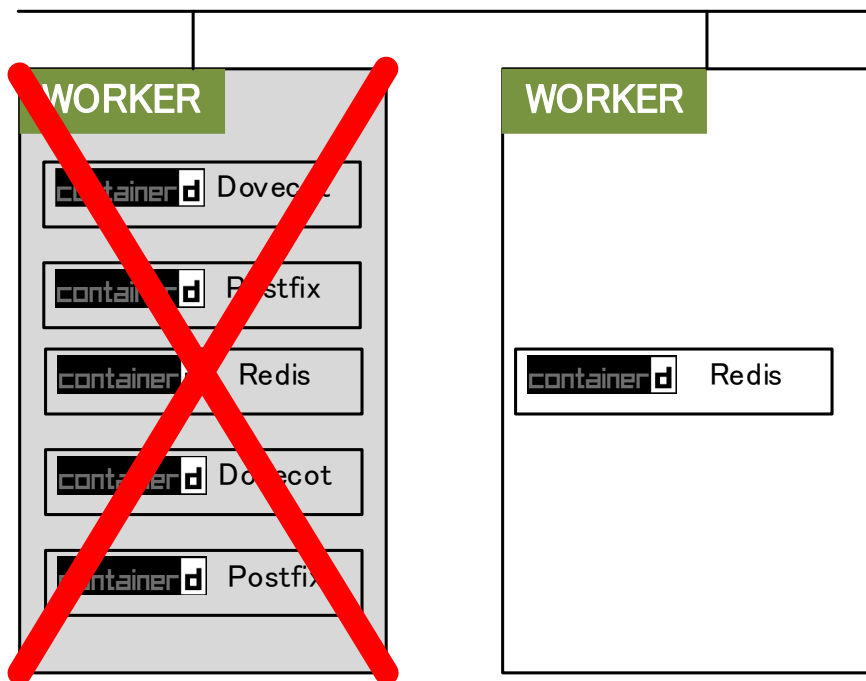 WORKER
containerd Dovecot
containerd Postfix
containerd Redis
containerd Dovecot
containerd Postfix
WORKER
containerd Redis